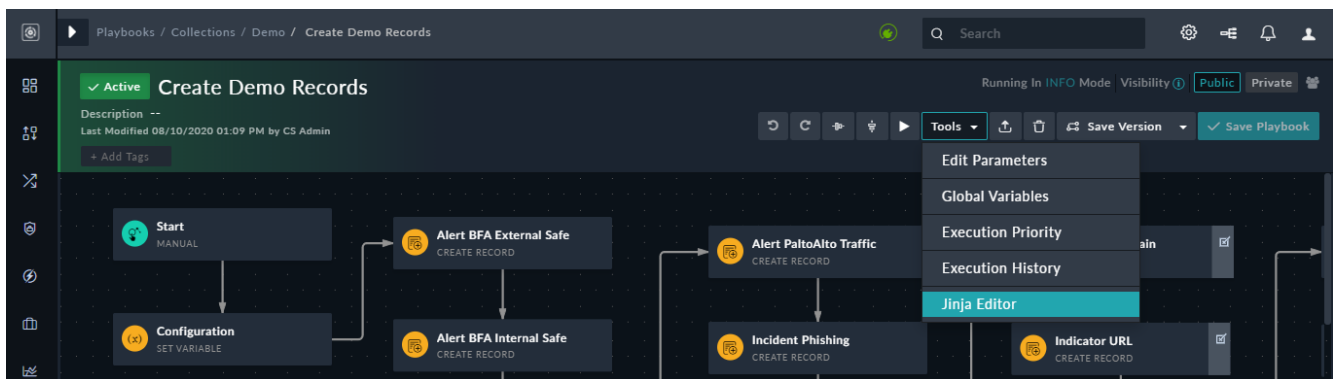 Playbooks / Collections / Demo / Create Demo Records
Search
✓ Active Create Demo Records
Running In INFO Mode Visibility Public Private
Description --
Last Modified 08/10/2020 01:09 PM by CS Admin
Tools
Save Version
✓ Save Playbook
+ Add Tags
Edit Parameters
Global Variables
Execution Priority
Execution History
Jinja Editor
Start
MANUAL
Alert BFA External Safe
CREATE RECORD
Alert PaltoAlto Traffic
CREATE RECORD
ain
(x) Configuration
SET VARIABLE
Alert BFA Internal Safe
CREATE RECORD
Incident Phishing
CREATE RECORD
Indicator URL
CREATE RECORD